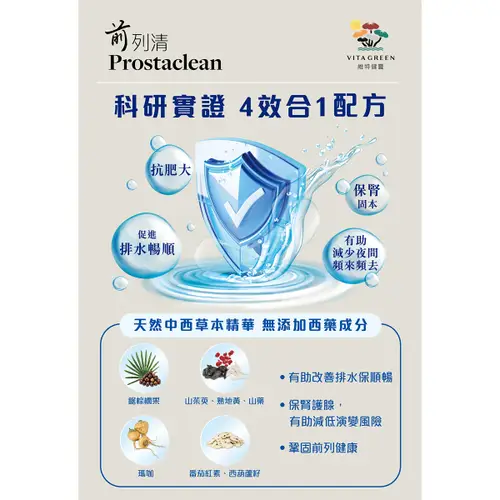 前列清
Prostaclean
VITAGREEN
維特健靈
科研實證 4效合1配方
抗肥大
保腎
固本
促進
排水暢順
有助
減少夜間
頻來頻去
天然中西草本精華 無添加西藥成分
鋸棕櫚果
山茱萸、熟地黃、山藥
瑪咖
番茄紅素、西葫蘆籽
• 有助改善排水保順暢
• 保腎護腺，
有助減低演變風險
• 鞏固前列健康